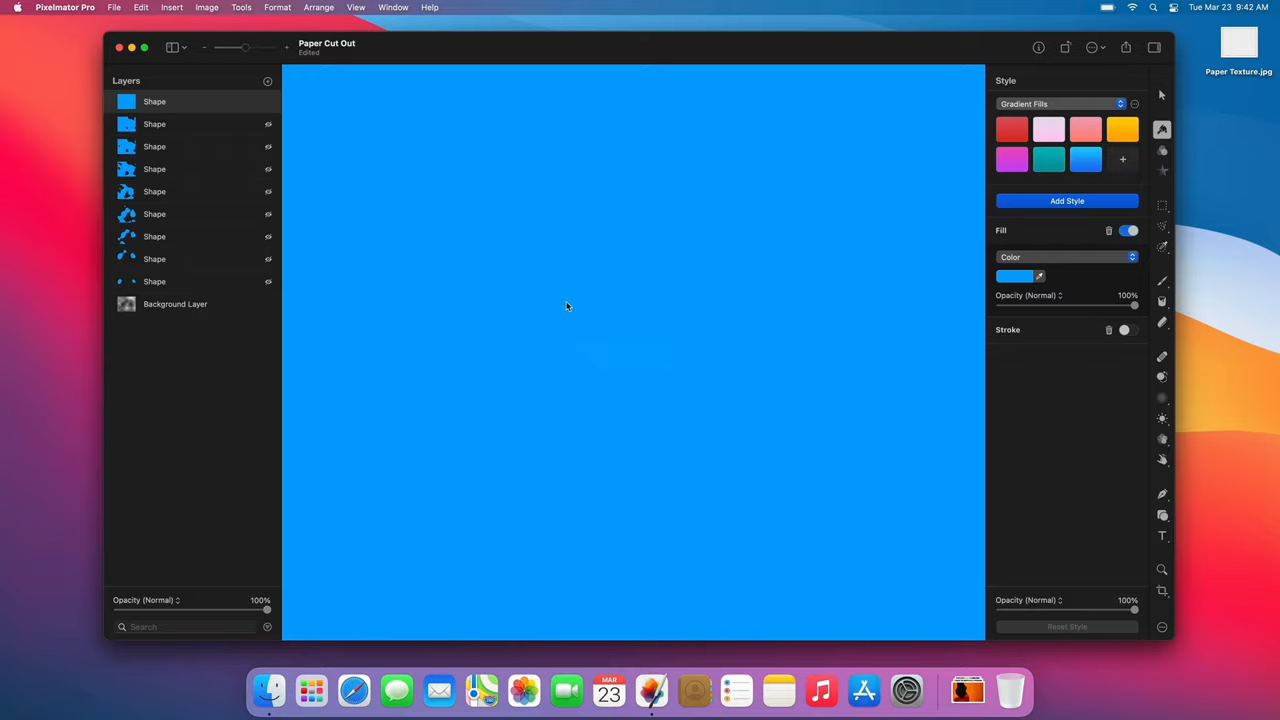 Pixelmator Pro File Edit Insert Image Tools Format Arrange View Window Help Tue Mar 23 9:42 AM
Paper Cut Out
Edited
Paper Texture.jpg
Layers
Shape
Shape
Shape
Shape
Shape
Shape
Shape
Shape
Shape
Background Layer
Opacity (Normal) 100%
Search
Style
Gradient Fills
+
Add Style
Fill
Color
Opacity (Normal) 100%
Stroke
Opacity (Normal) 100%
Reset Style
MAR
23